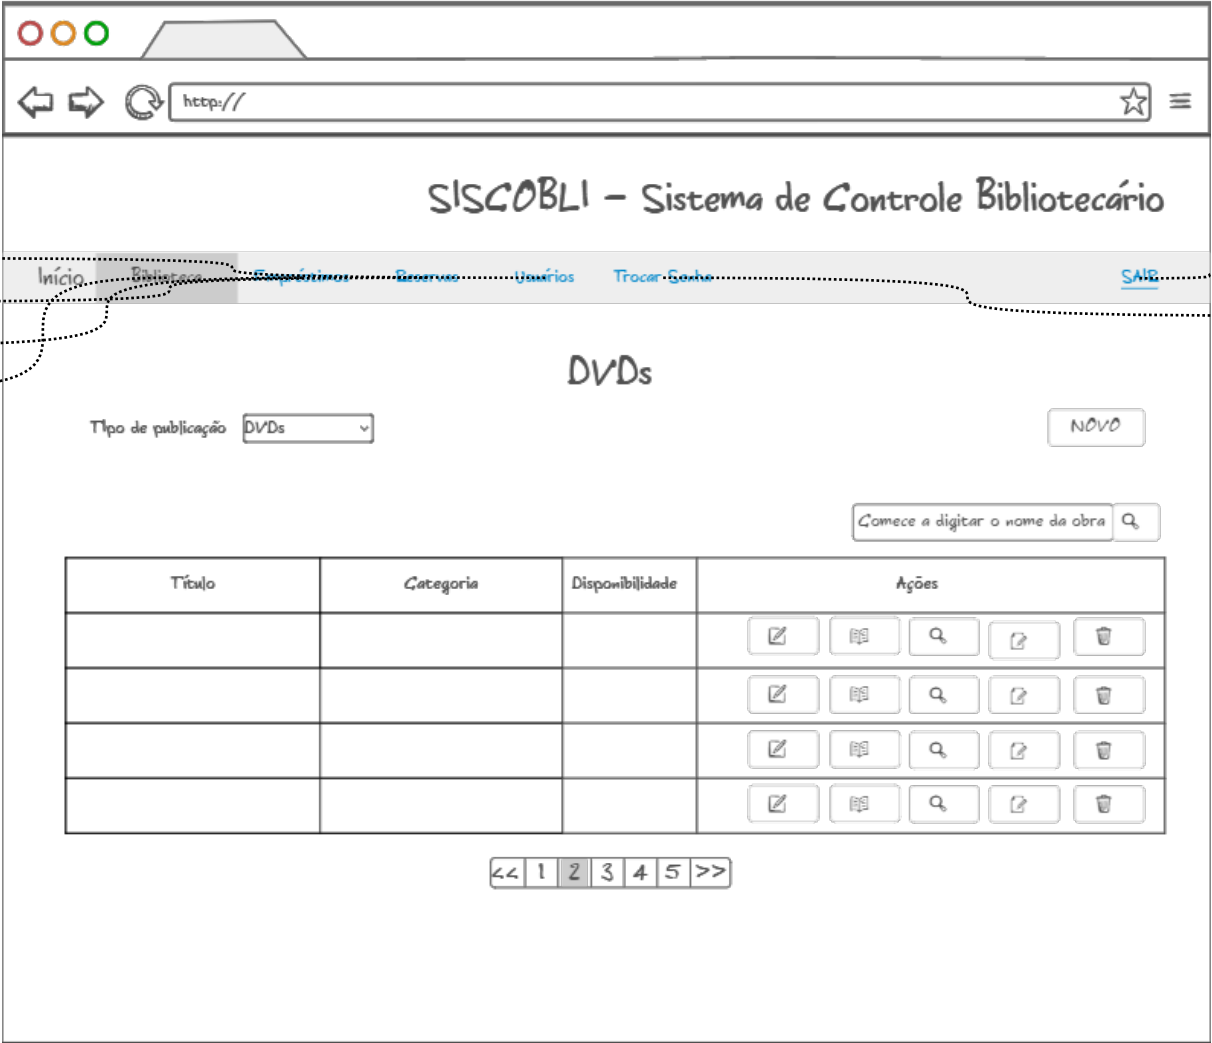 http://
SISCOBLI – Sistema de Controle Bibliotecário
Início Biblioteca Empréstimos Reservas Usuários Trocar Senha SAIR
DVDs
TIpo de publicação DVDs NOVO
Comece a digitar o nome da obra
Título Categoria Disponibilidade Ações
<< 1 2 3 4 5 >>